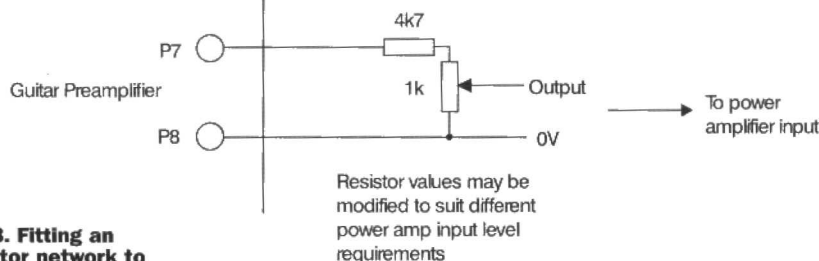 4k7
P7
Guitar Preamplifier
1k
Output
To power
amplifier input
P8
0V
Resistor values may be
modified to suit different
power amp input level
requirements
3. Fitting an
tor network to